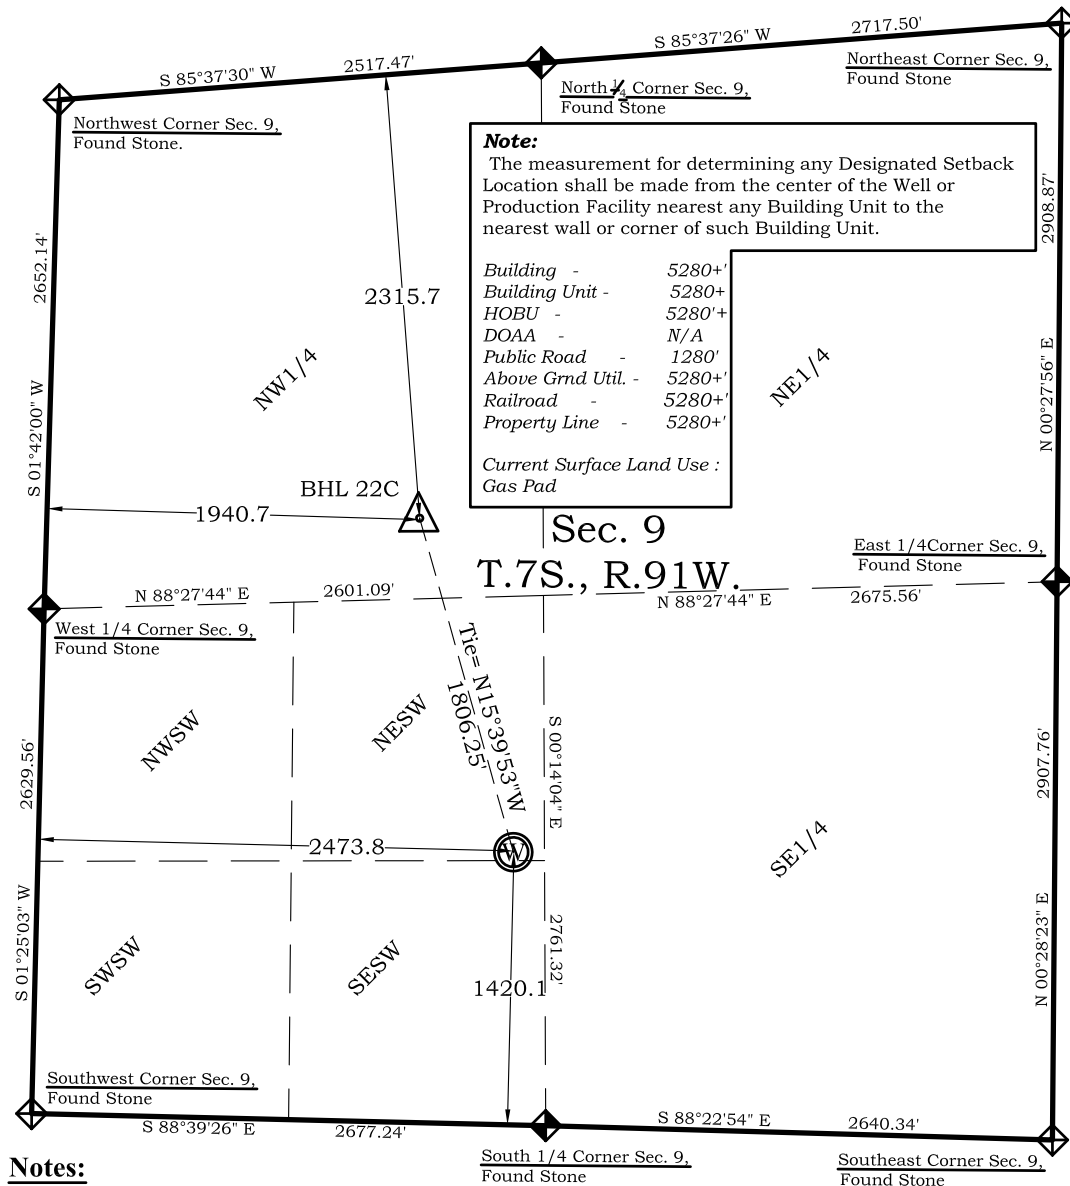 S 85°37'30" W 2517.47'
S 85°37'26" W 2717.50'
Northwest Corner Sec. 9,
Found Stone.
North 1/4 Corner Sec. 9,
Found Stone
Northeast Corner Sec. 9,
Found Stone
Note:
The measurement for determining any Designated Setback
Location shall be made from the center of the Well or
Production Facility nearest any Building Unit to the
nearest wall or corner of such Building Unit.
Building - 5280+'
Building Unit - 5280+
HOBU - 5280'+
DOAA - N/A
Public Road - 1280'
Above Grnd Util. - 5280+'
Railroad - 5280+'
Property Line - 5280+'
Current Surface Land Use :
Gas Pad
2652.14'
S 01°42'00" W
2315.7
NW1/4
NE1/4
2908.87'
N 00°27'56" E
BHL 22C
1940.7
Sec. 9
T.7S., R.91W.
East 1/4Corner Sec. 9,
Found Stone
N 88°27'44" E 2601.09'
N 88°27'44" E 2675.56'
West 1/4 Corner Sec. 9,
Found Stone
Tie= N15°39'53"W
1806.25'
NWSW
NESW
S 00°14'04" E
2761.32'
2629.56'
S 01°25'03" W
2907.76'
N 00°28'23" E
2473.8
W
SE1/4
SWSW
SESW
1420.1
Southwest Corner Sec. 9,
Found Stone
S 88°39'26" E 2677.24'
S 88°22'54" E 2640.34'
South 1/4 Corner Sec. 9,
Found Stone
Southeast Corner Sec. 9,
Found Stone
Notes: